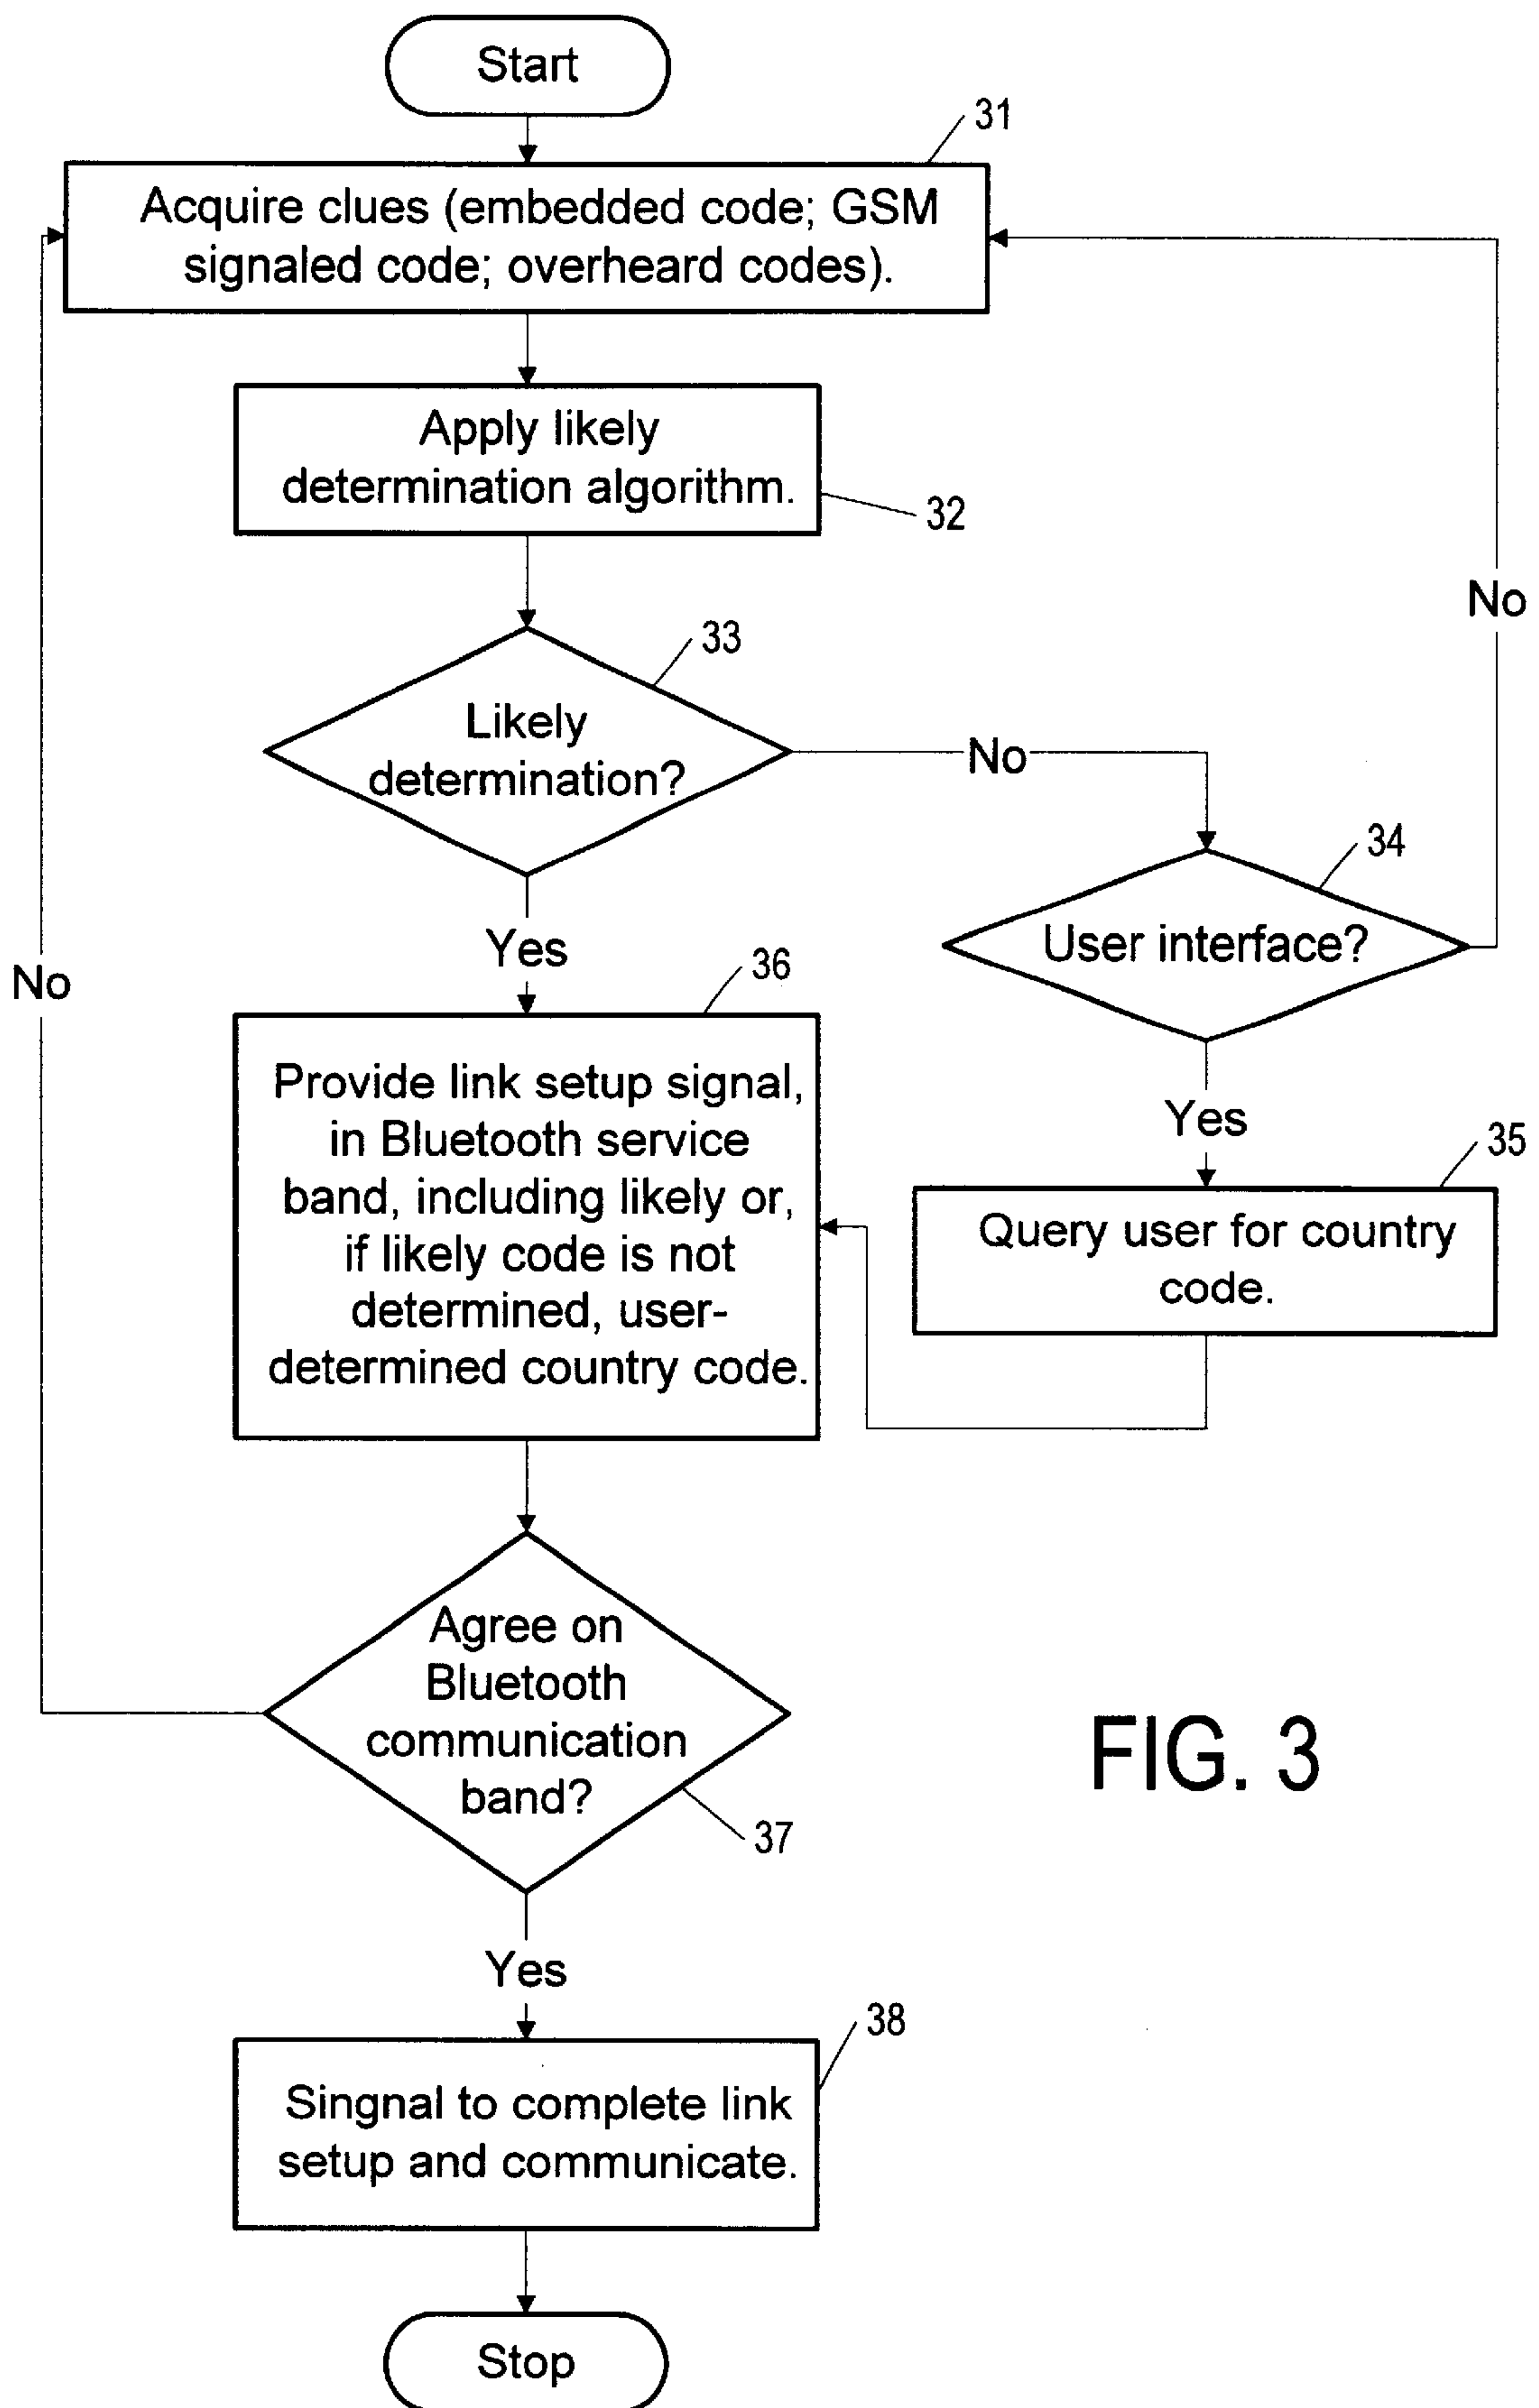 Start
31
Acquire clues (embedded code; GSM
signaled code; overheard codes).
Apply likely
determination algorithm.
32
No
33
Likely
determination?
No
34
User interface?
Yes
No
36
Yes
35
Provide link setup signal,
in Bluetooth service
band, including likely or,
if likely code is not
determined, user-
determined country code.
Query user for country
code.
Agree on
Bluetooth
communication
band?
37
FIG. 3
Yes
38
Singnal to complete link
setup and communicate.
Stop